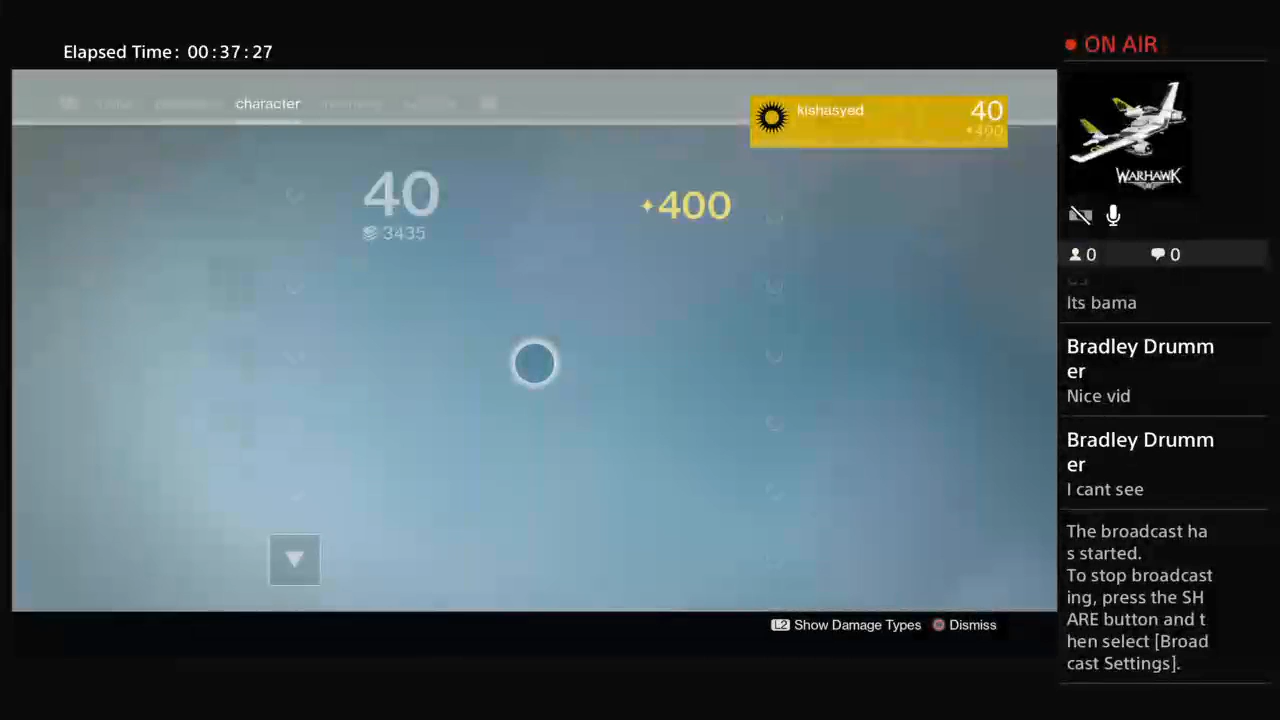 Elapsed Time: 00:37:27
ON AIR
character
kishasyed
40
400
40
400
3435
WARHAWK
0
0
Its bama
Bradley Drumm
er
Nice vid
Bradley Drumm
er
I cant see
The broadcast ha
s started.
To stop broadcast
ing, press the SH
ARE button and t
hen select [Broad
cast Settings].
L2 Show Damage Types
Dismiss